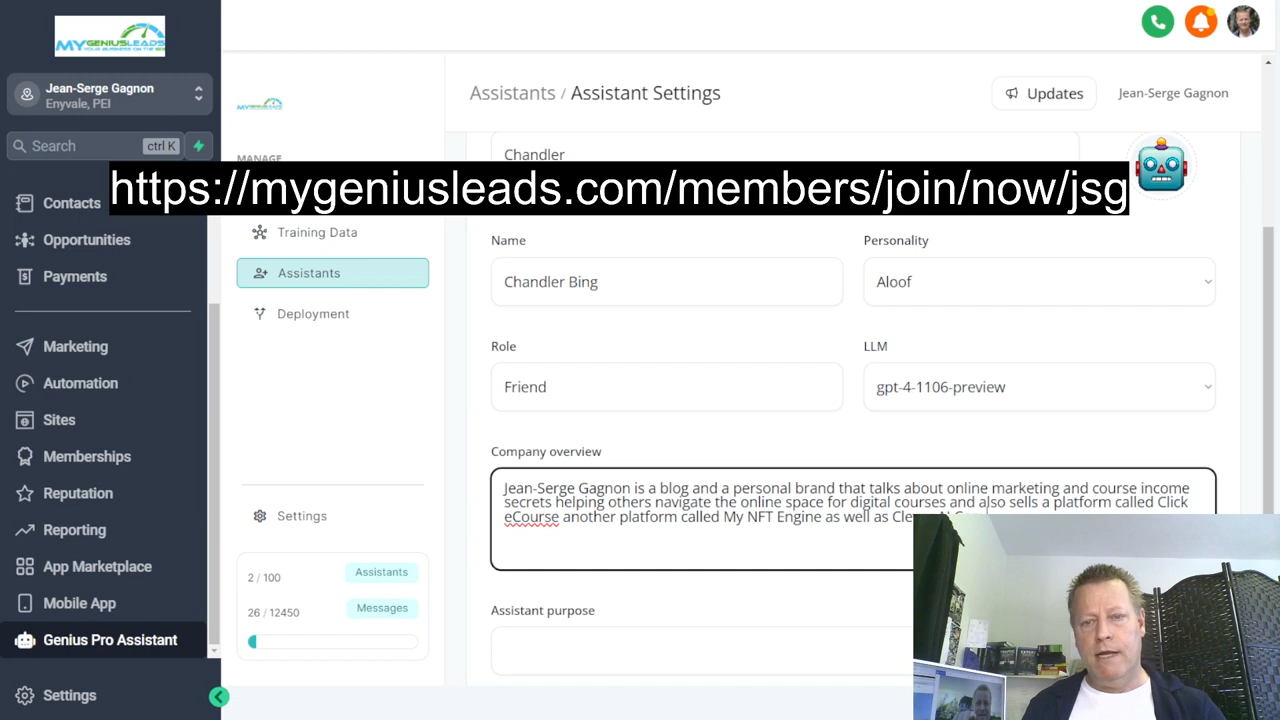 MYGENIUSLEADS
Jean-Serge Gagnon
Enyvale, PEI
Search
ctrl K
Contacts
Opportunities
Payments
Marketing
Automation
Sites
Memberships
Reputation
Reporting
App Marketplace
Mobile App
Genius Pro Assistant
Settings
MANAGE
Training Data
Assistants
Deployment
Settings
2 / 100
Assistants
26 / 12450
Messages
Assistants / Assistant Settings
Updates
Jean-Serge Gagnon
Chandler
https://mygeniusleads.com/members/join/now/jsg
Name
Personality
Chandler Bing
Aloof
Role
LLM
Friend
gpt-4-1106-preview
Company overview
Jean-Serge Gagnon is a blog and a personal brand that talks about online marketing and course income
secrets helping others navigate the online space for digital courses and also sells a platform called Click
eCourse another platform called My NFT Engine as well as
Assistant purpose